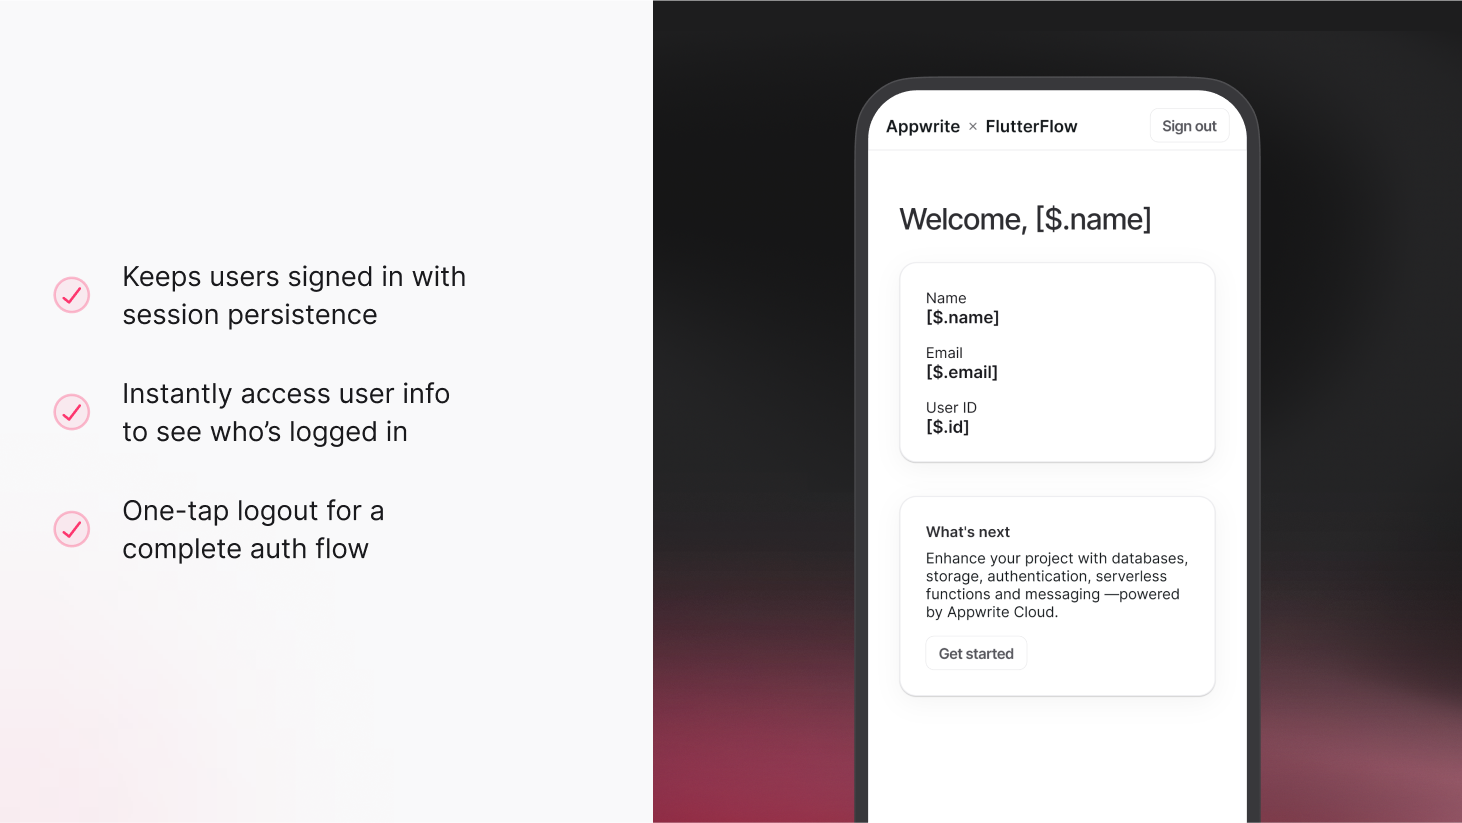 Keeps users signed in with
session persistence
Instantly access user info
to see who’s logged in
One-tap logout for a
complete auth flow
Appwrite × FlutterFlow
Sign out
Welcome, [$.name]
Name
[$.name]
Email
[$.email]
User ID
[$.id]
What's next
Enhance your project with databases,
storage, authentication, serverless
functions and messaging —powered
by Appwrite Cloud.
Get started